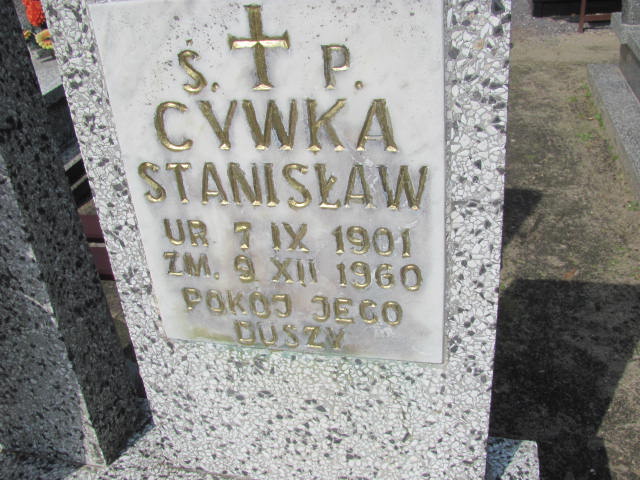 Ś. P.
CYWKA
STANISŁAW
UR. 7 IX 1901
ZM. 9 XII 1960
POKÓJ JEGO
DUSZY